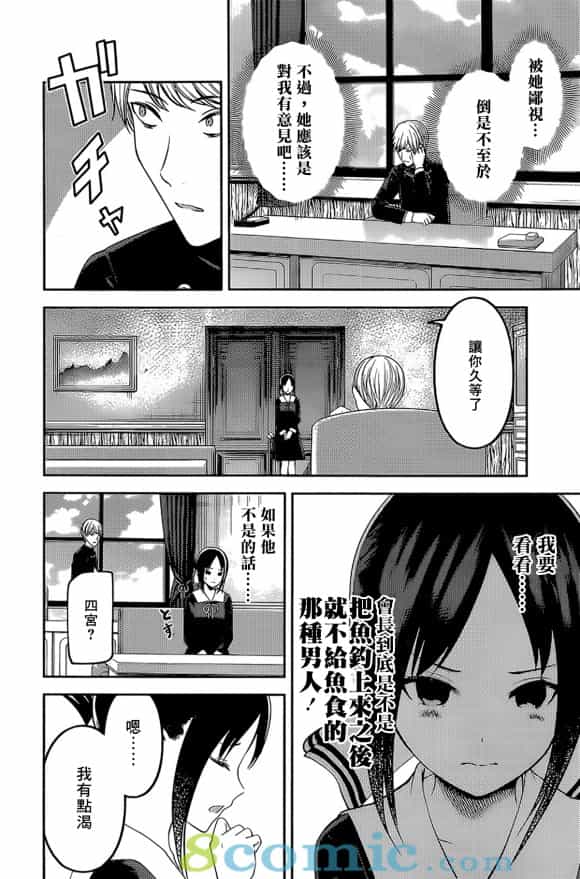 被她鄙視…
倒是不至於
不過，她應該是
對我有意見吧……
ガチャ
讓你久等了
我要
看看……
會長到底是不是
把魚釣上來之後
就不給魚食的
那種男人！
如果他
不是的話……
とす
四宮？
嗯…
我有點渴
8comic.com